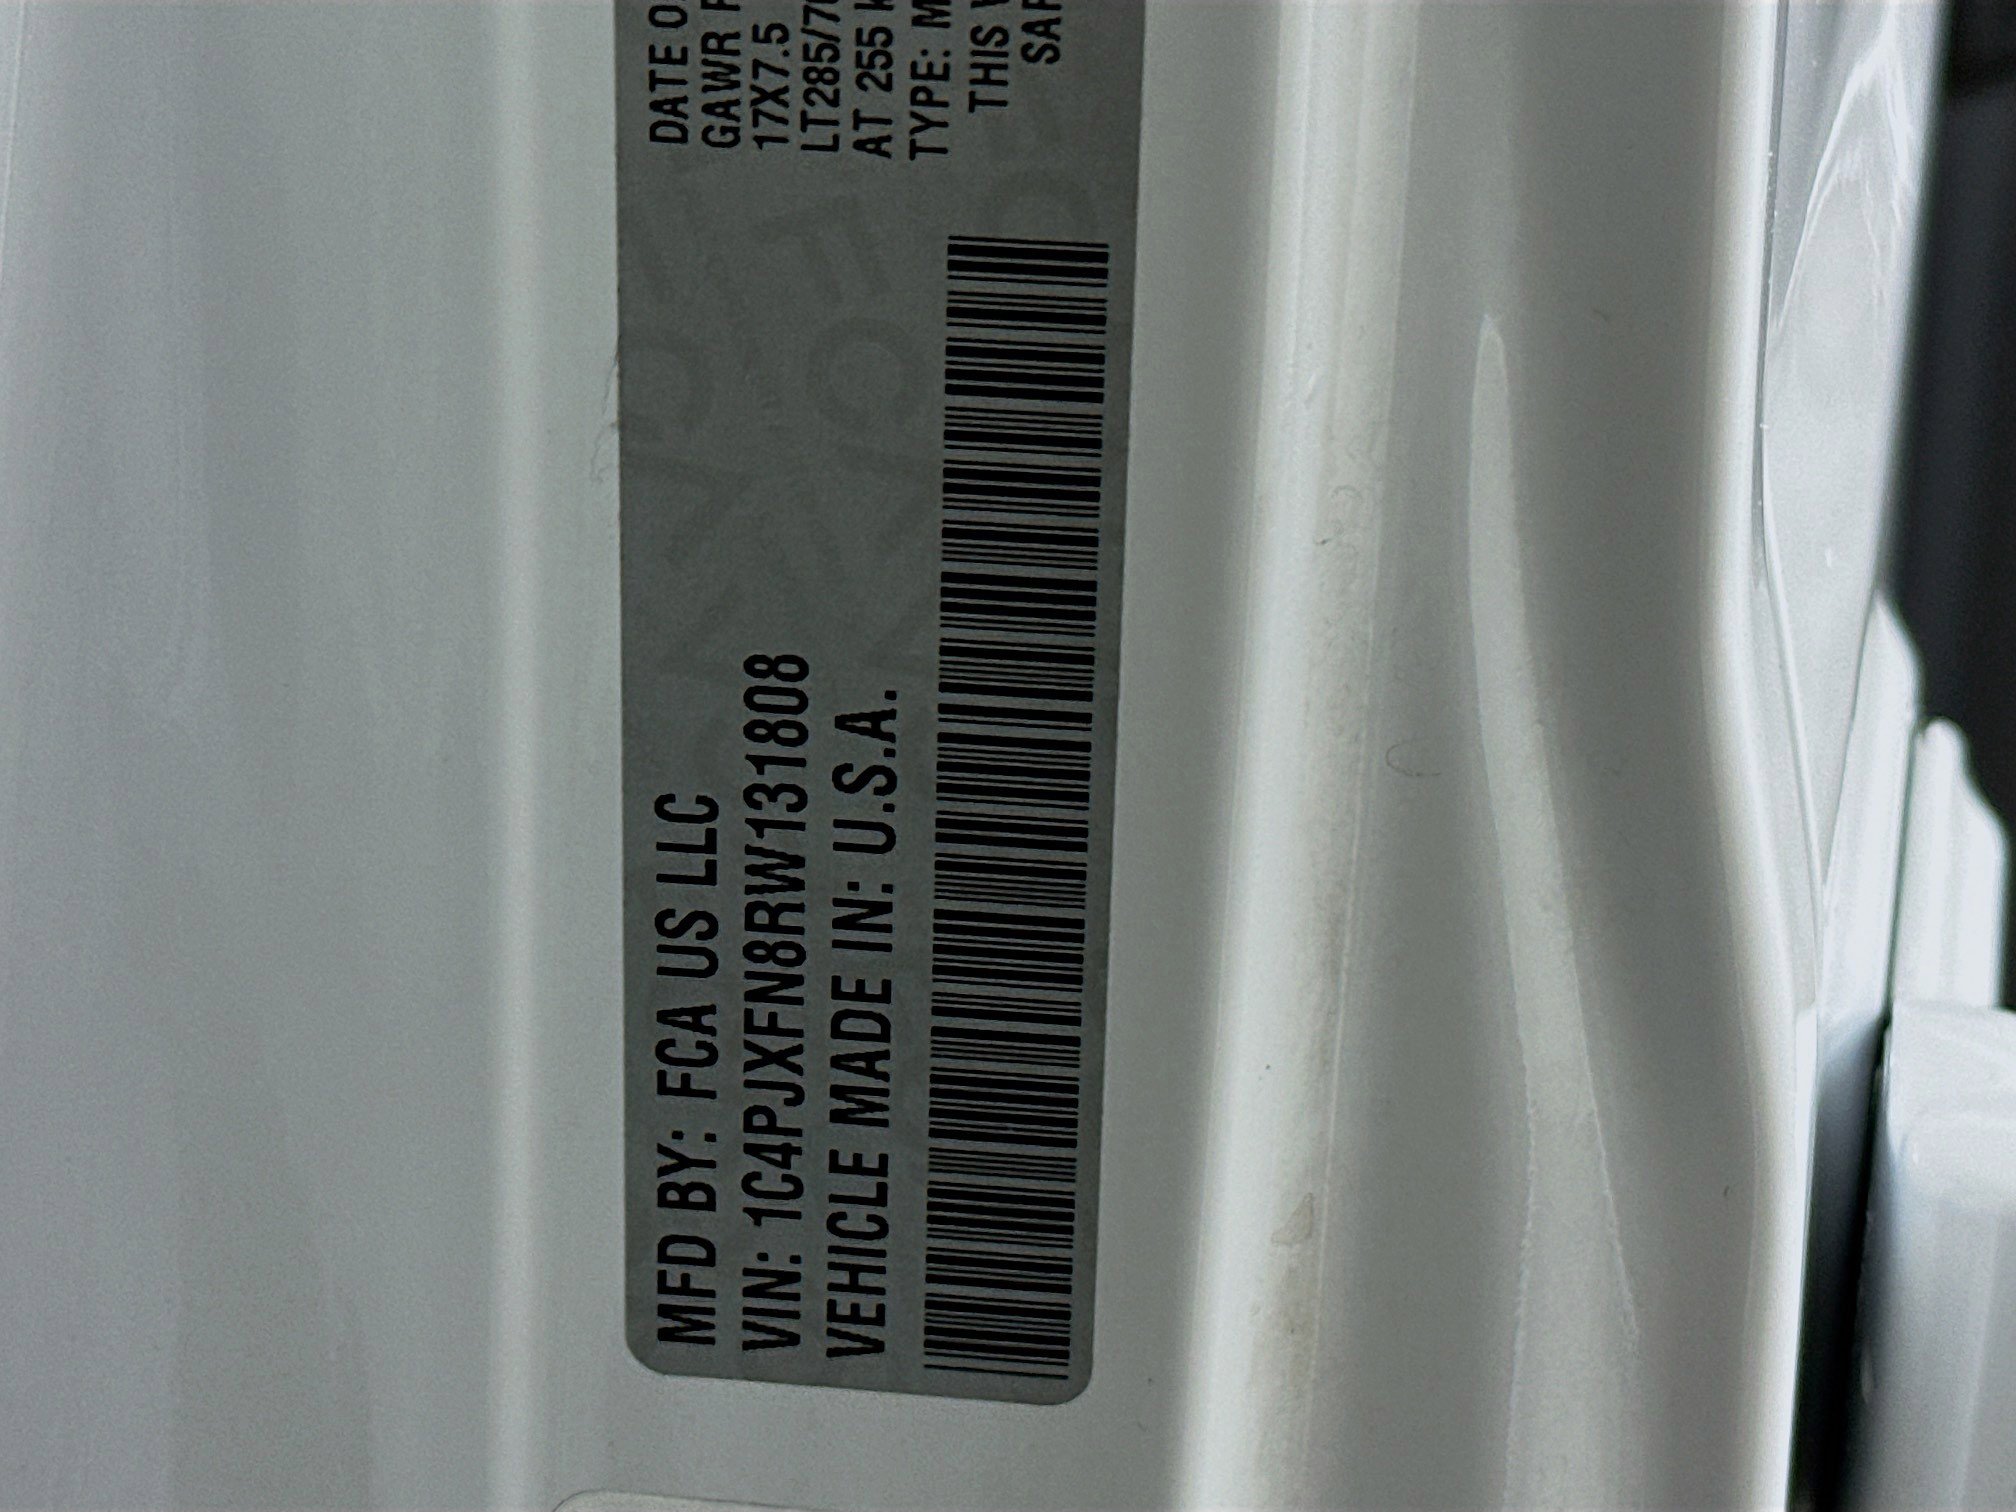 MFD BY: FCA US LLC
VIN: 1C4PJXFN8RW131808
VEHICLE MADE IN: U.S.A.
DATE O
GAWR
17X7.5
LT285/7
AT 255
TYPE: M
THIS
SAF